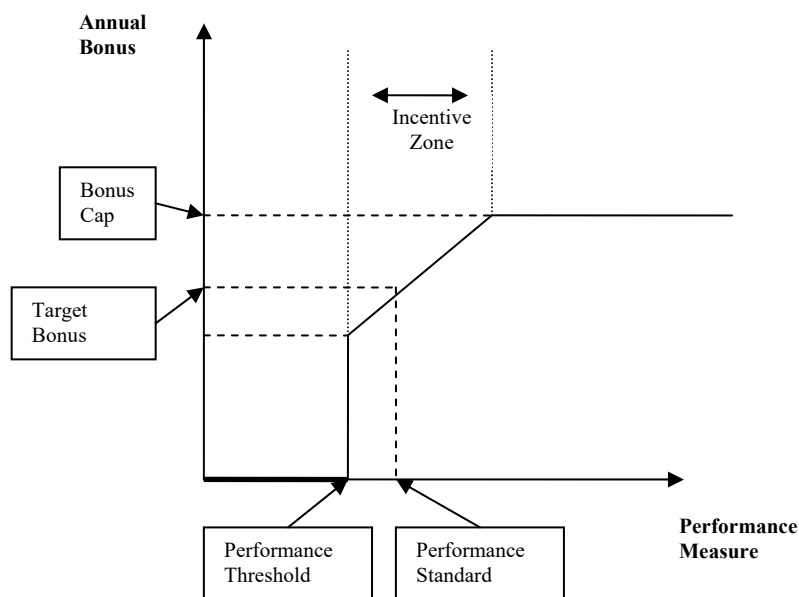 Annual
Bonus
Incentive
Zone
Bonus
Cap
Target
Bonus
Performance
Threshold
Performance
Standard
Performance
Measure